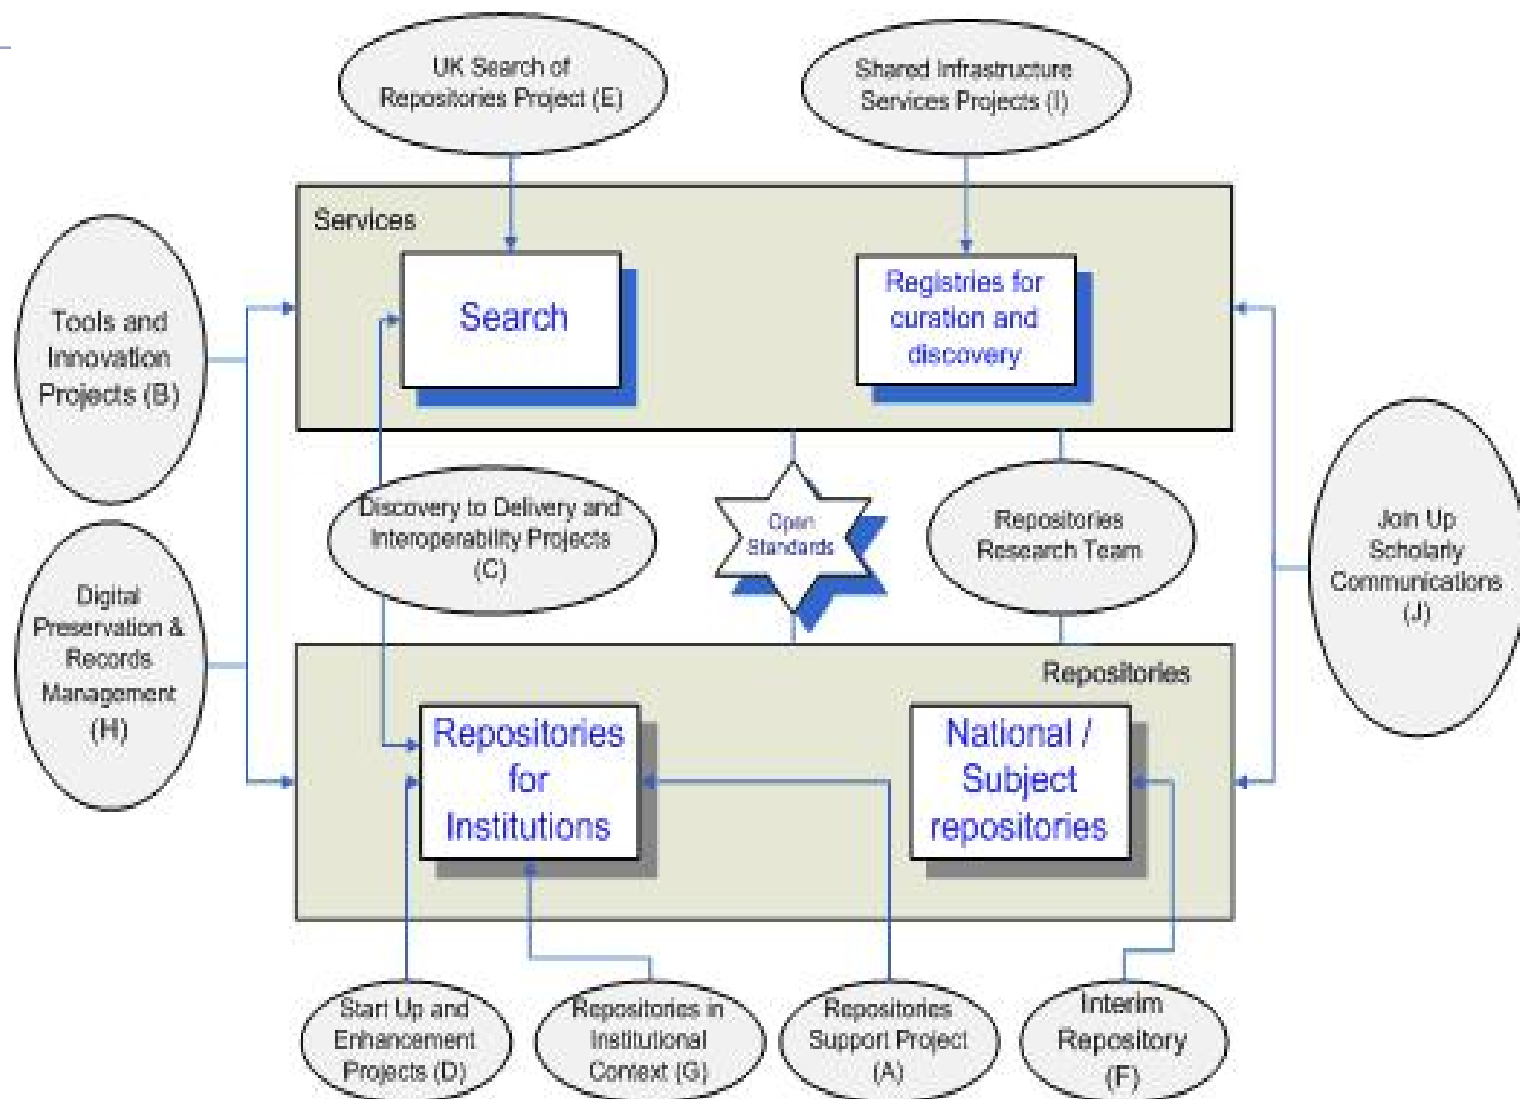 UK Search of
Repositories Project (E)
Shared Infrastructure
Services Projects (I)
Services
Search
Registries for
curation and
discovery
Tools and
Innovation
Projects (B)
Discovery to Delivery and
Interoperability Projects
(C)
Open
Standards
Repositories
Research Team
Join Up
Scholarly
Communications
(J)
Digital
Preservation &
Records
Management
(H)
Repositories
Repositories
for
Institutions
National /
Subject
repositories
Start Up and
Enhancement
Projects (D)
Repositories in
Institutional
Context (G)
Repositories
Support Project
(A)
Interim
Repository
(F)